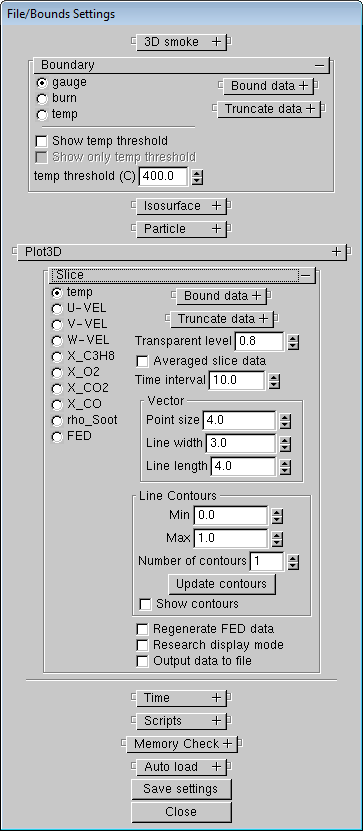 File/Bounds Settings
3D smoke +
Boundary −
gauge
burn
temp
Bound data +
Truncate data +
Show temp threshold
Show only temp threshold
temp threshold (C) 400.0
Isosurface +
Particle +
Plot3D +
Slice −
temp
U-VEL
V-VEL
W-VEL
X_C3H8
X_O2
X_CO2
X_CO
rho_Soot
FED
Bound data +
Truncate data +
Transparent level 0.8
Averaged slice data
Time interval 10.0
Vector
Point size 4.0
Line width 3.0
Line length 4.0
Line Contours
Min 0.0
Max 1.0
Number of contours 1
Update contours
Show contours
Regenerate FED data
Research display mode
Output data to file
Time +
Scripts +
Memory Check +
Auto load +
Save settings
Close